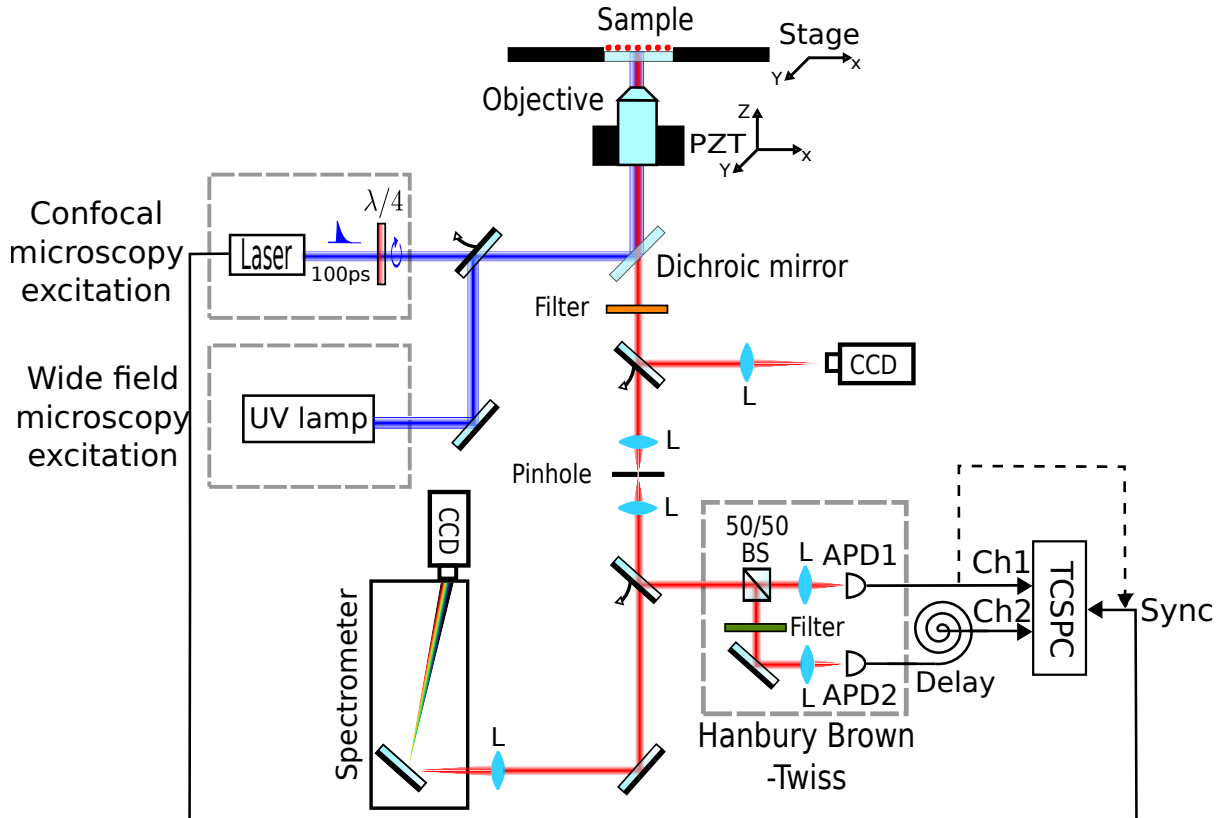 Sample
Stage
x
Y
Objective
Z
PZT
x
Y
λ/4
Confocal
microscopy
excitation
Laser
100ps
Dichroic mirror
Filter
Wide field
microscopy
excitation
UV lamp
CCD
L
L
Pinhole
L
CCD
50/50
BS
L
APD1
Ch1
TCSPC
Ch2
Sync
Filter
L
APD2
Delay
Spectrometer
L
Hanbury Brown
-Twiss